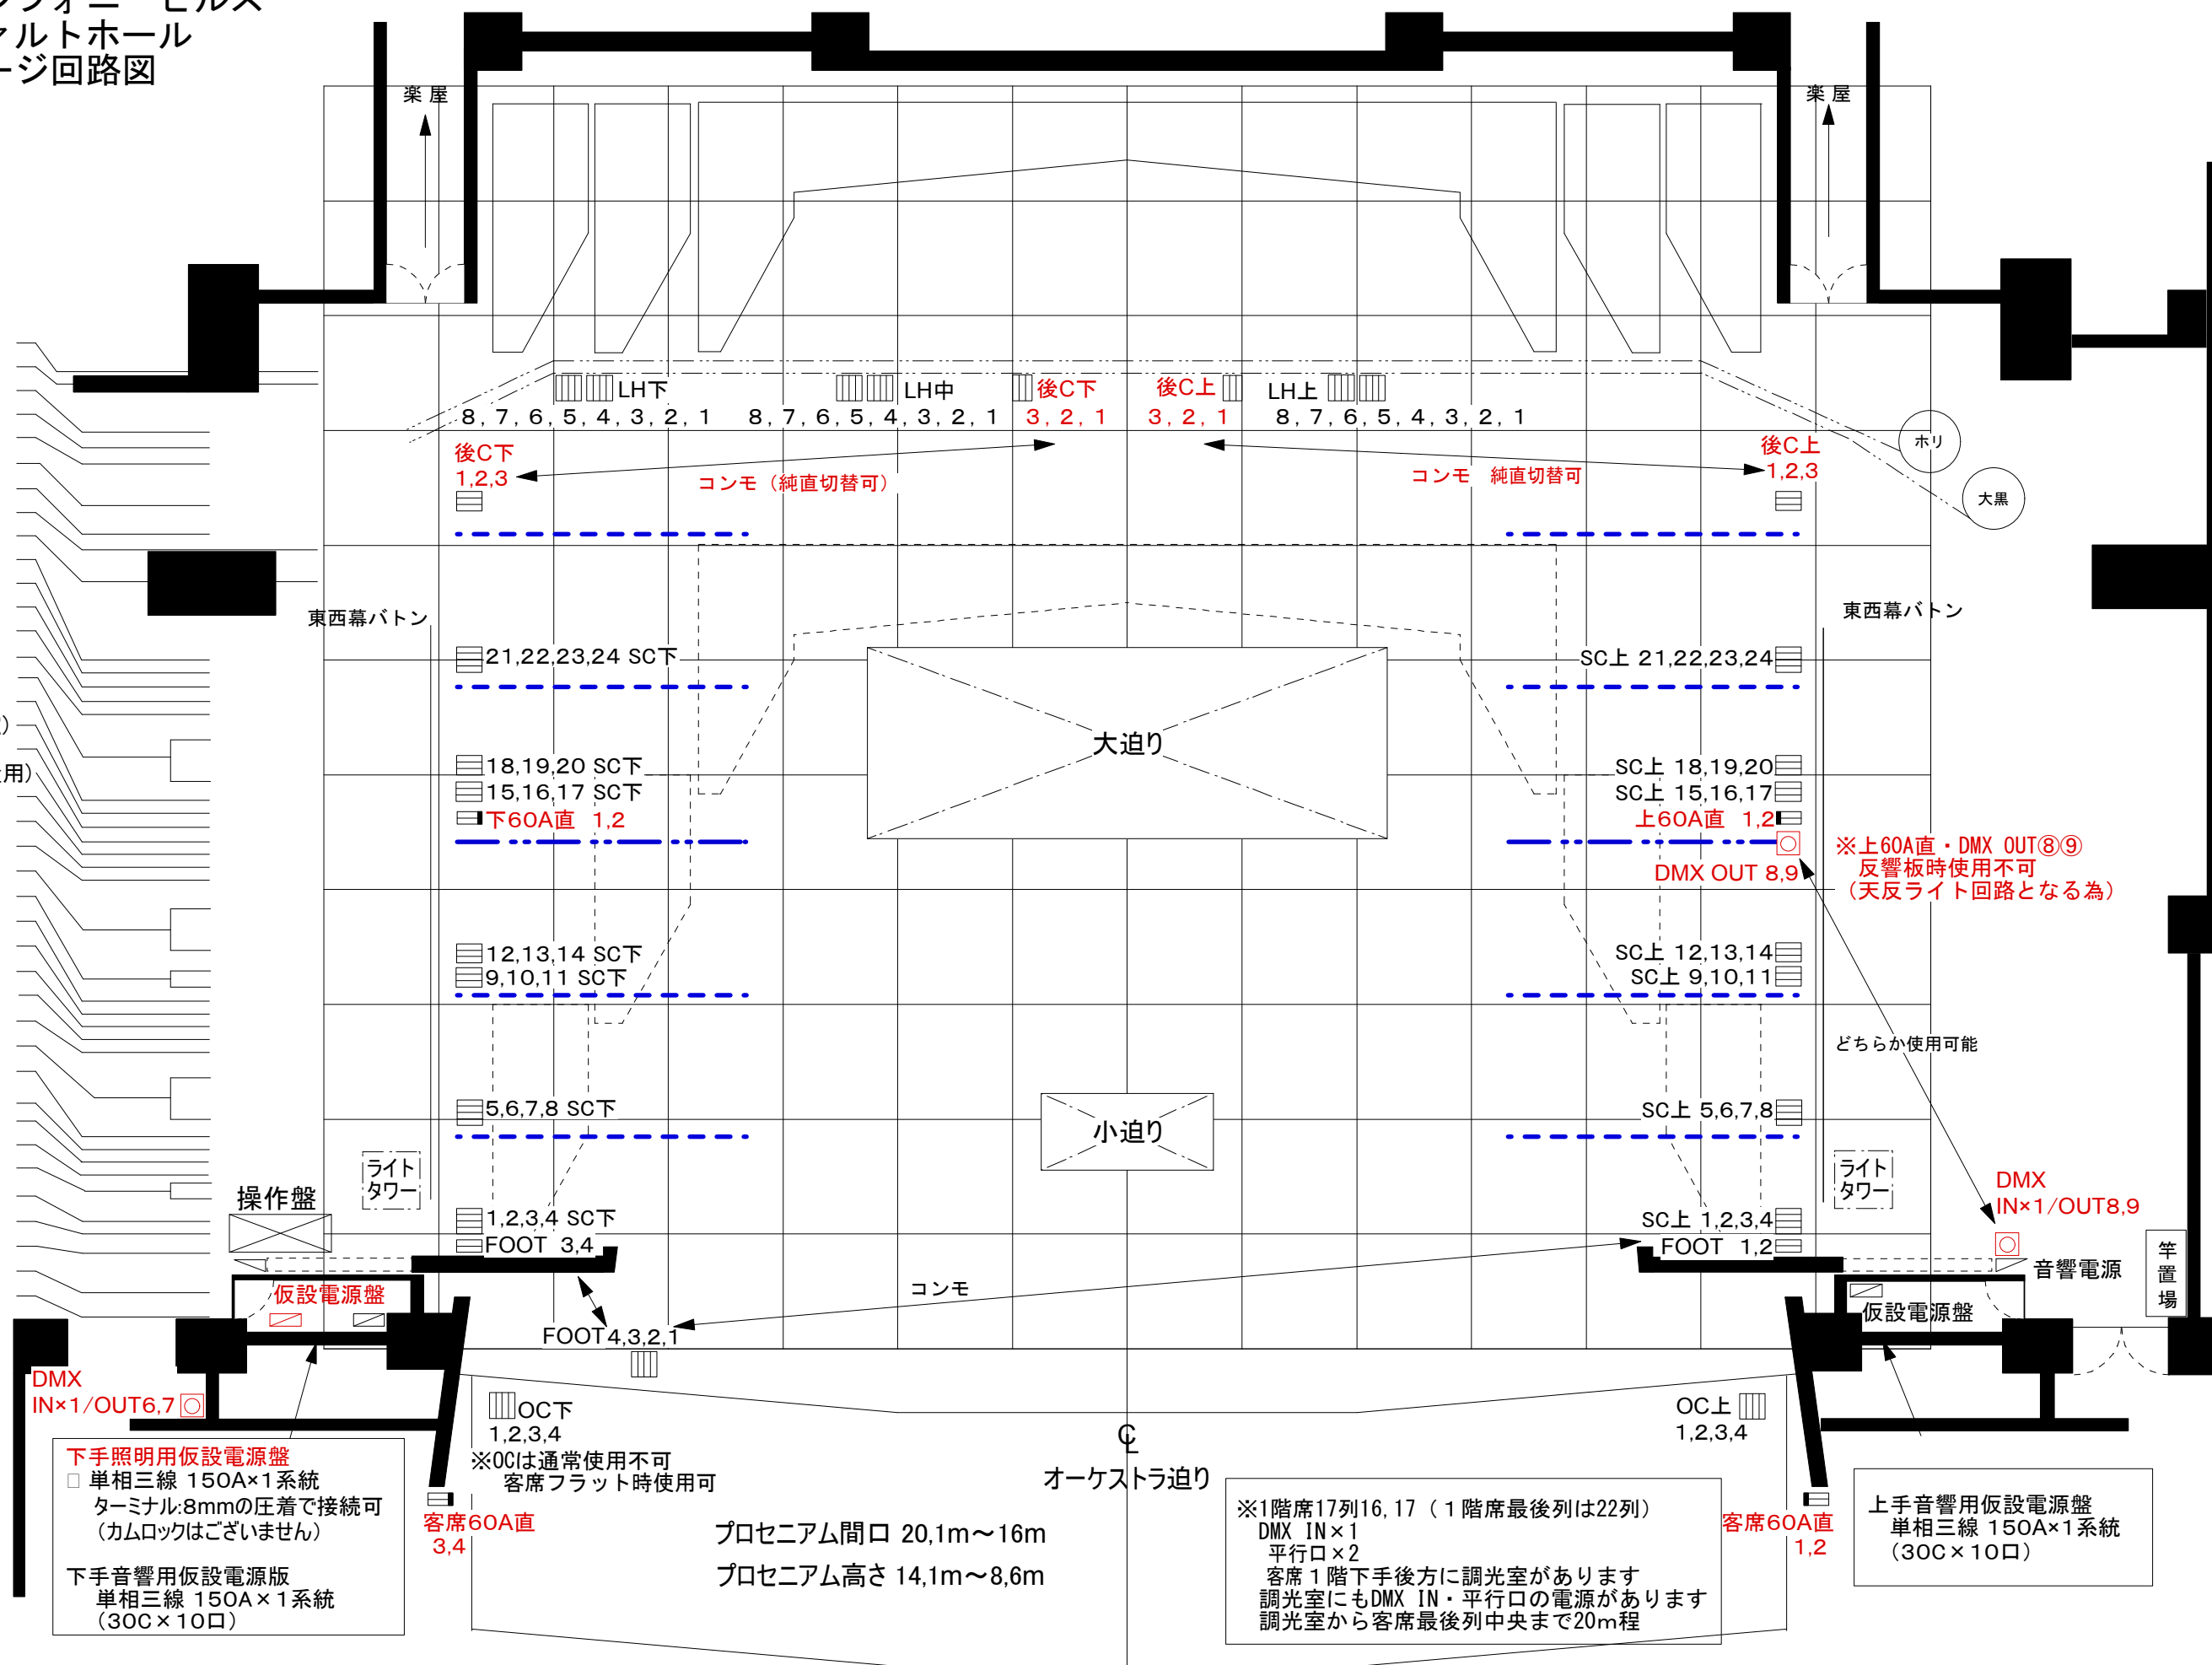 ルトホール
ージ回路図
楽屋
楽屋
LH下
LH中
後C下
後C上
LH上
8, 7, 6, 5, 4, 3, 2, 1
8, 7, 6, 5, 4, 3, 2, 1
3, 2, 1
3, 2, 1
8, 7, 6, 5, 4, 3, 2, 1
ホリ
後C下
1,2,3
コンモ（純直切替可）
コンモ 純直切替可
後C上
1,2,3
大黒
東西幕バトン
東西幕バトン
21,22,23,24 SC下
SC上 21,22,23,24
用）
大迫り
18,19,20 SC下
15,16,17 SC下
下60A直 1,2
SC上 18,19,20
SC上 15,16,17
上60A直 1,2
DMX OUT 8,9
※上60A直・DMX OUT⑧⑨
反響板時使用不可
（天反ライト回路となる為）
12,13,14 SC下
9,10,11 SC下
SC上 12,13,14
SC上 9,10,11
どちらか使用可能
5,6,7,8 SC下
小迫り
SC上 5,6,7,8
操作盤
ライト
タワー
ライト
タワー
DMX
IN×1/OUT8,9
1,2,3,4 SC下
FOOT 3,4
SC上 1,2,3,4
FOOT 1,2
音響電源
竿置場
仮設電源盤
コンモ
仮設電源盤
FOOT4,3,2,1
DMX
IN×1/OUT6,7
OC下
1,2,3,4
※OCは通常使用不可
客席フラット時使用可
℄
オーケストラ迫り
OC上
1,2,3,4
下手照明用仮設電源盤
□ 単相三線 150A×1系統
ターミナル:8mmの圧着で接続可
（カムロックはございません）
下手音響用仮設電源版
単相三線 150A×1系統
（30C×10口）
客席60A直
3,4
プロセニアム間口 20,1m～16m
プロセニアム高さ 14,1m～8,6m
※1階席17列16,17（１階席最後列は22列）
DMX IN×1
平行口×2
客席１階下手後方に調光室があります
調光室にもDMX IN・平行口の電源があります
調光室から客席最後列中央まで20m程
客席60A直
1,2
上手音響用仮設電源盤
単相三線 150A×1系統
（30C×10口）